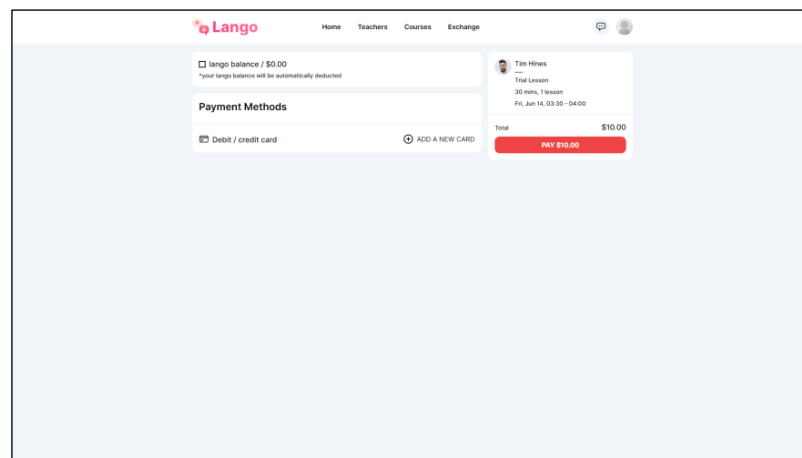 Lango
Home Teachers Courses Exchange
lango balance / $0.00
*your lango balance will be automatically deducted
Payment Methods
Debit / credit card
ADD A NEW CARD
Tim Hines
Trial Lesson
30 mins, 1 lesson
Fri, Jun 14, 03:30 - 04:00
Total $10.00
PAY $10.00